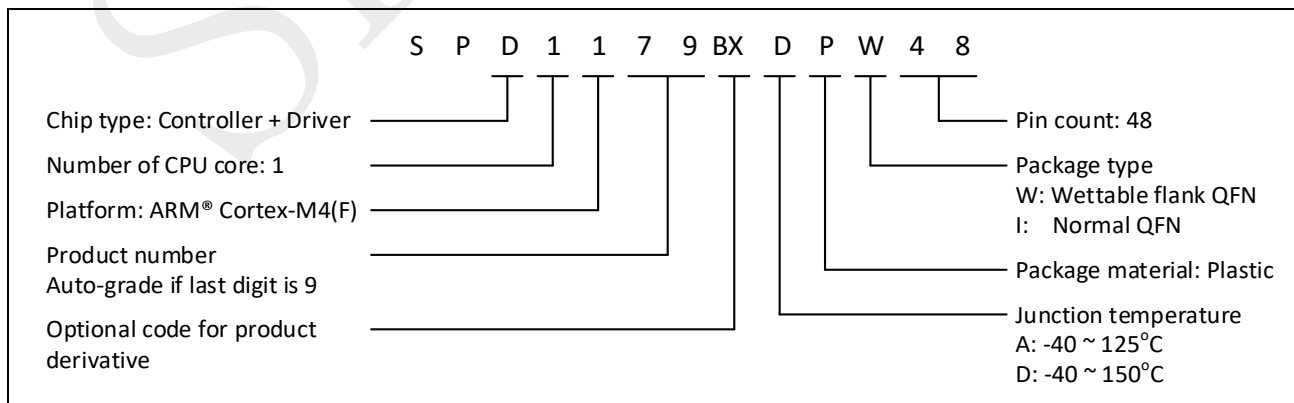 S P D 1 1 7 9 BX D P W 4 8
Chip type: Controller + Driver
Number of CPU core: 1
Platform: ARM® Cortex-M4(F)
Product number
Auto-grade if last digit is 9
Optional code for product
derivative
Pin count: 48
Package type
W: Wettable flank QFN
I: Normal QFN
Package material: Plastic
Junction temperature
A: -40 ~ 125°C
D: -40 ~ 150°C